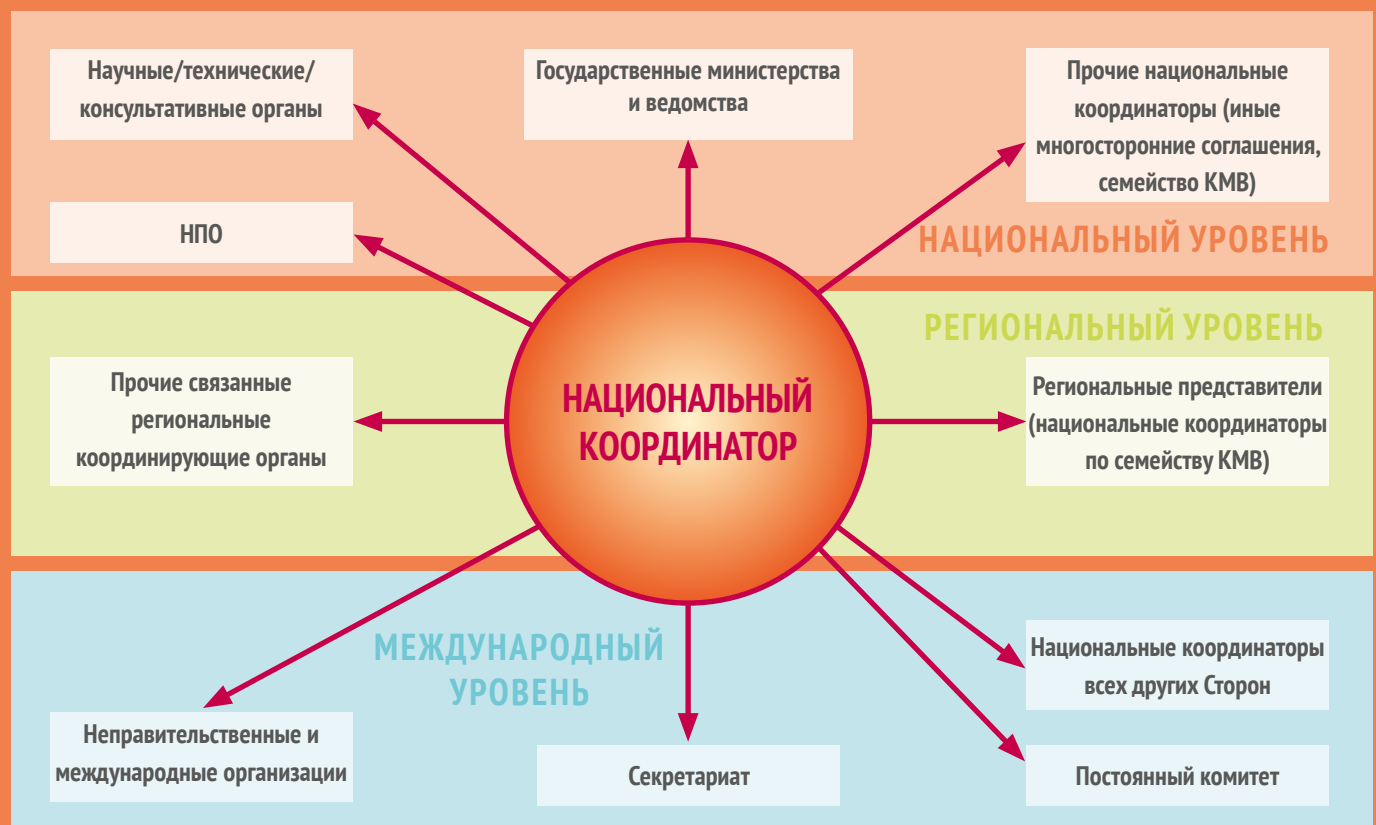 Научные/технические/
консультативные органы
Государственные министерства
и ведомства
Прочие национальные
координаторы (иные
многосторонние соглашения,
семейство КМВ)
НПО
НАЦИОНАЛЬНЫЙ УРОВЕНЬ
РЕГИОНАЛЬНЫЙ УРОВЕНЬ
Прочие связанные
региональные
координирующие органы
НАЦИОНАЛЬНЫЙ
КООРДИНАТОР
Региональные представители
(национальные координаторы
по семейству КМВ)
МЕЖДУНАРОДНЫЙ
УРОВЕНЬ
Национальные координаторы
всех других Сторон
Неправительственные и
международные организации
Секретариат
Постоянный комитет